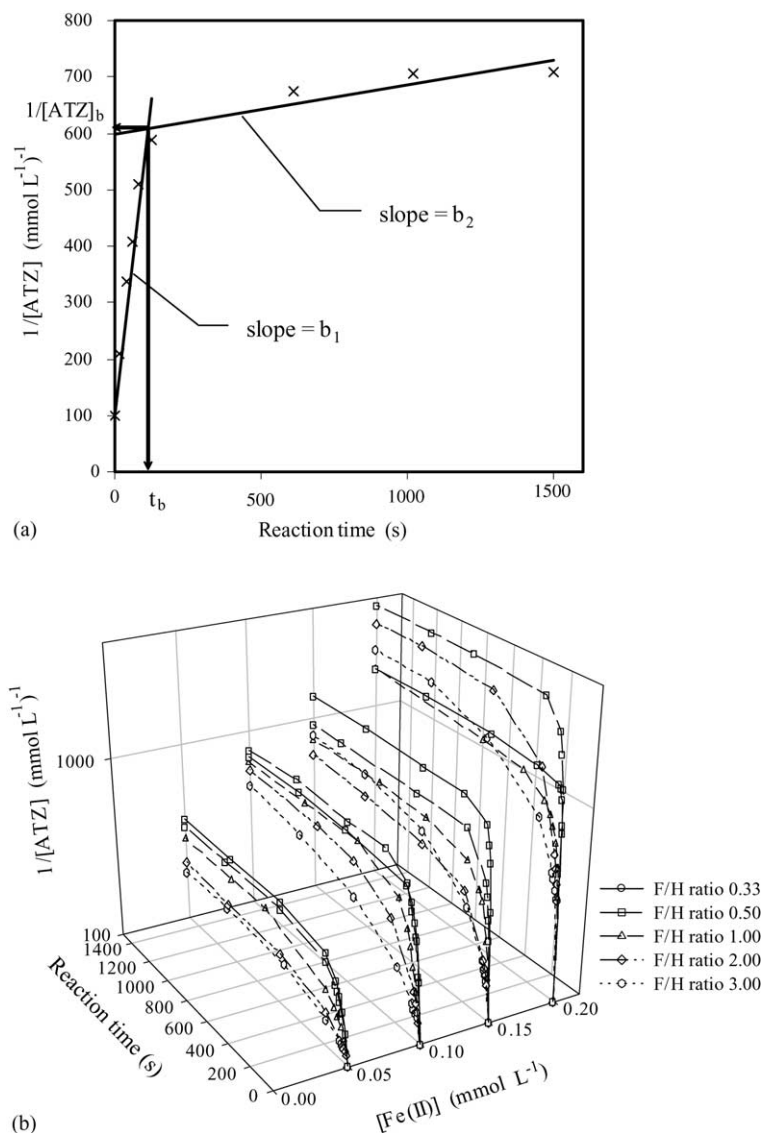 800
700
1/[ATZ]b
600
500
400
300
200
100
0
1/[ATZ] (mmol L-1)-1
slope = b2
slope = b1
0
tb
500
1000
1500
Reaction time (s)
(a)
1/[ATZ] (mmol L-1)-1
1000
100
1400
1200
1000
800
600
400
200
0
Reaction time (s)
0.00
0.05
0.10
0.15
0.20
[Fe(II)] (mmol L-1)
F/H ratio 0.33
F/H ratio 0.50
F/H ratio 1.00
F/H ratio 2.00
F/H ratio 3.00
(b)